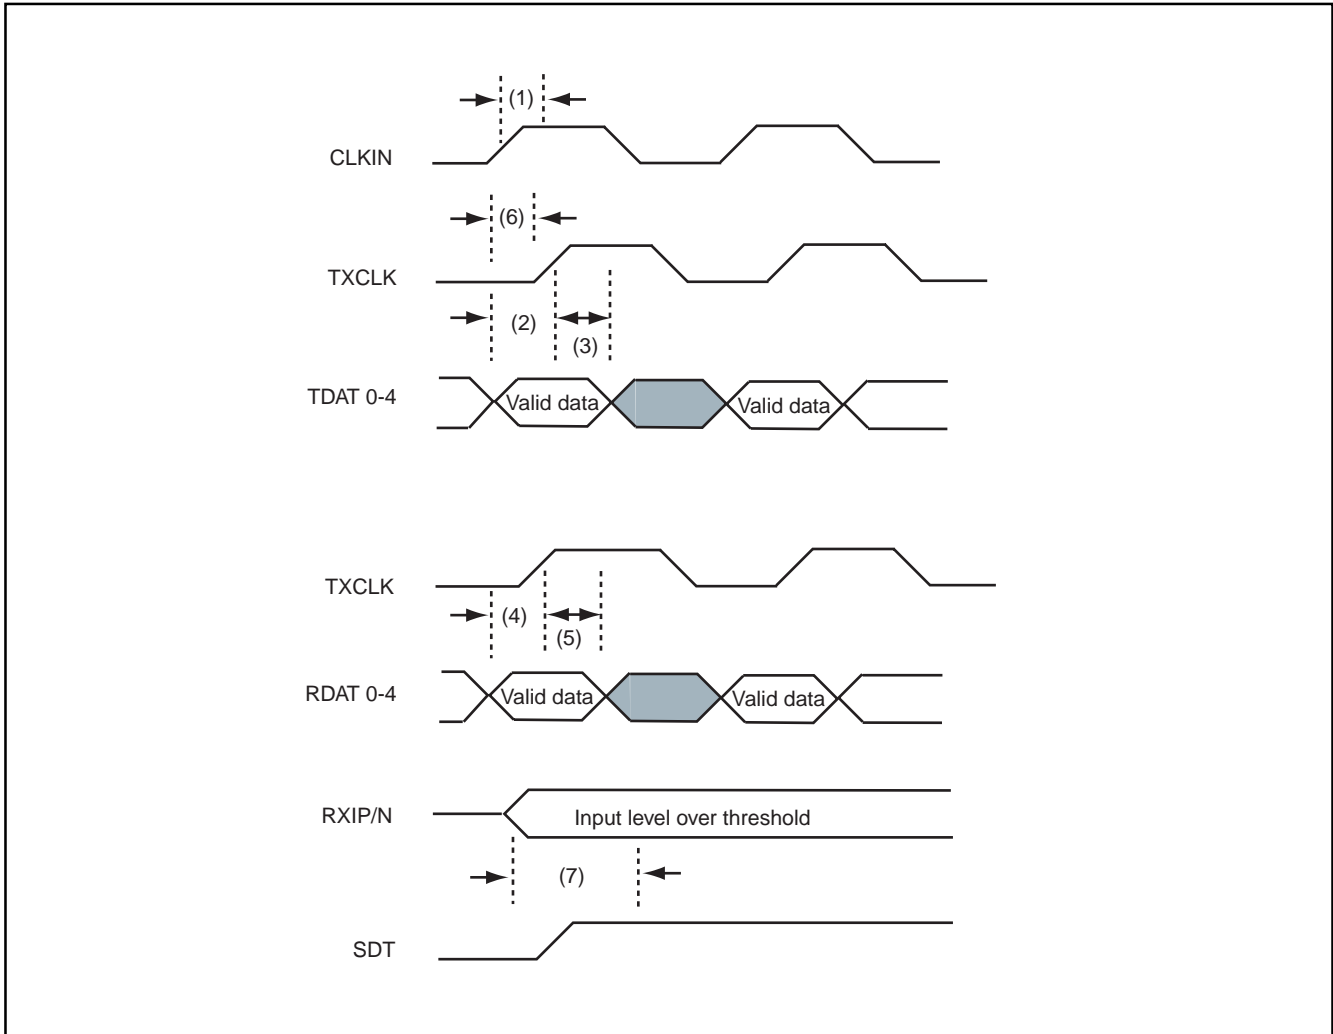 (1)
CLKIN
(6)
TXCLK
(2)
(3)
TDAT 0-4
Valid data
Valid data
TXCLK
(4)
(5)
RDAT 0-4
Valid data
Valid data
RXIP/N
Input level over threshold
(7)
SDT